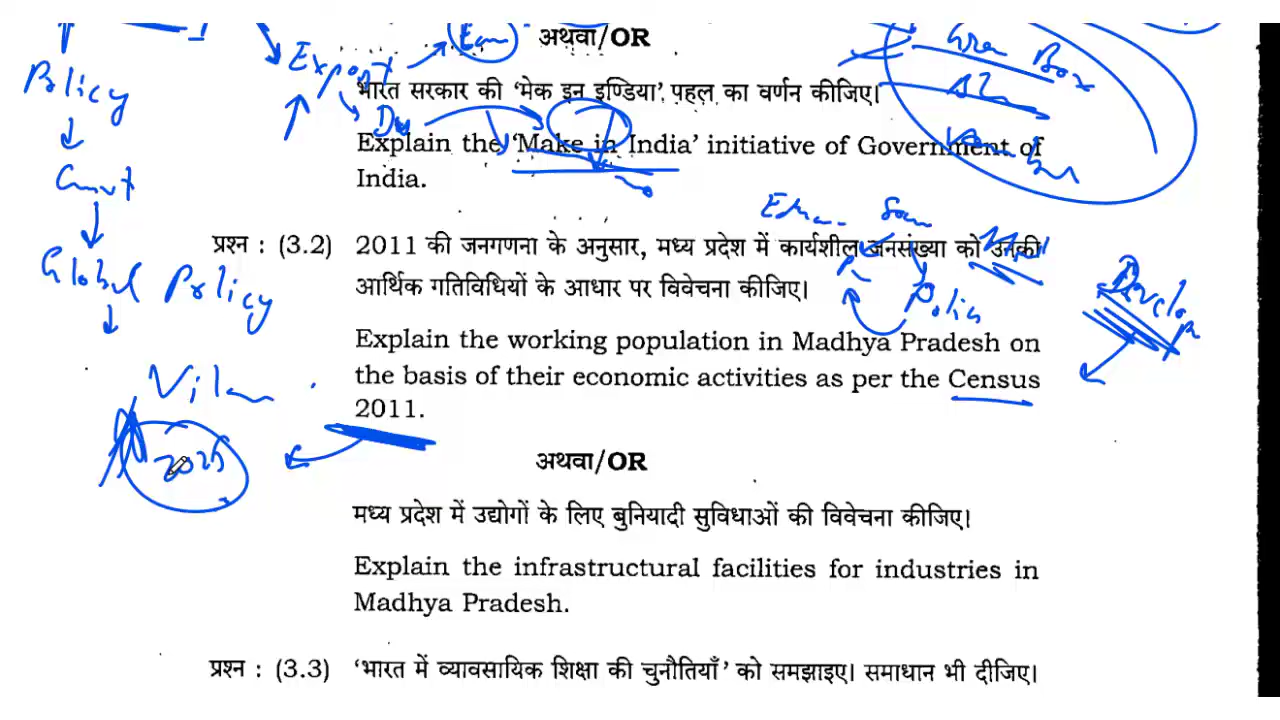 अथवा/OR
Export
Policy
भारत सरकार की 'मेक इन इण्डिया' पहल का वर्णन कीजिए।
Explain the 'Make in India' initiative of Government of
India.
Govt
प्रश्न : (3.2) 2011 की जनगणना के अनुसार, मध्य प्रदेश में कार्यशील जनसंख्या को उनकी
आर्थिक गतिविधियों के आधार पर विवेचना कीजिए।
Global Policy
Develop
Explain the working population in Madhya Pradesh on
the basis of their economic activities as per the Census
2011.
2025
अथवा/OR
मध्य प्रदेश में उद्योगों के लिए बुनियादी सुविधाओं की विवेचना कीजिए।
Explain the infrastructural facilities for industries in
Madhya Pradesh.
प्रश्न : (3.3) 'भारत में व्यावसायिक शिक्षा की चुनौतियाँ' को समझाइए। समाधान भी दीजिए।